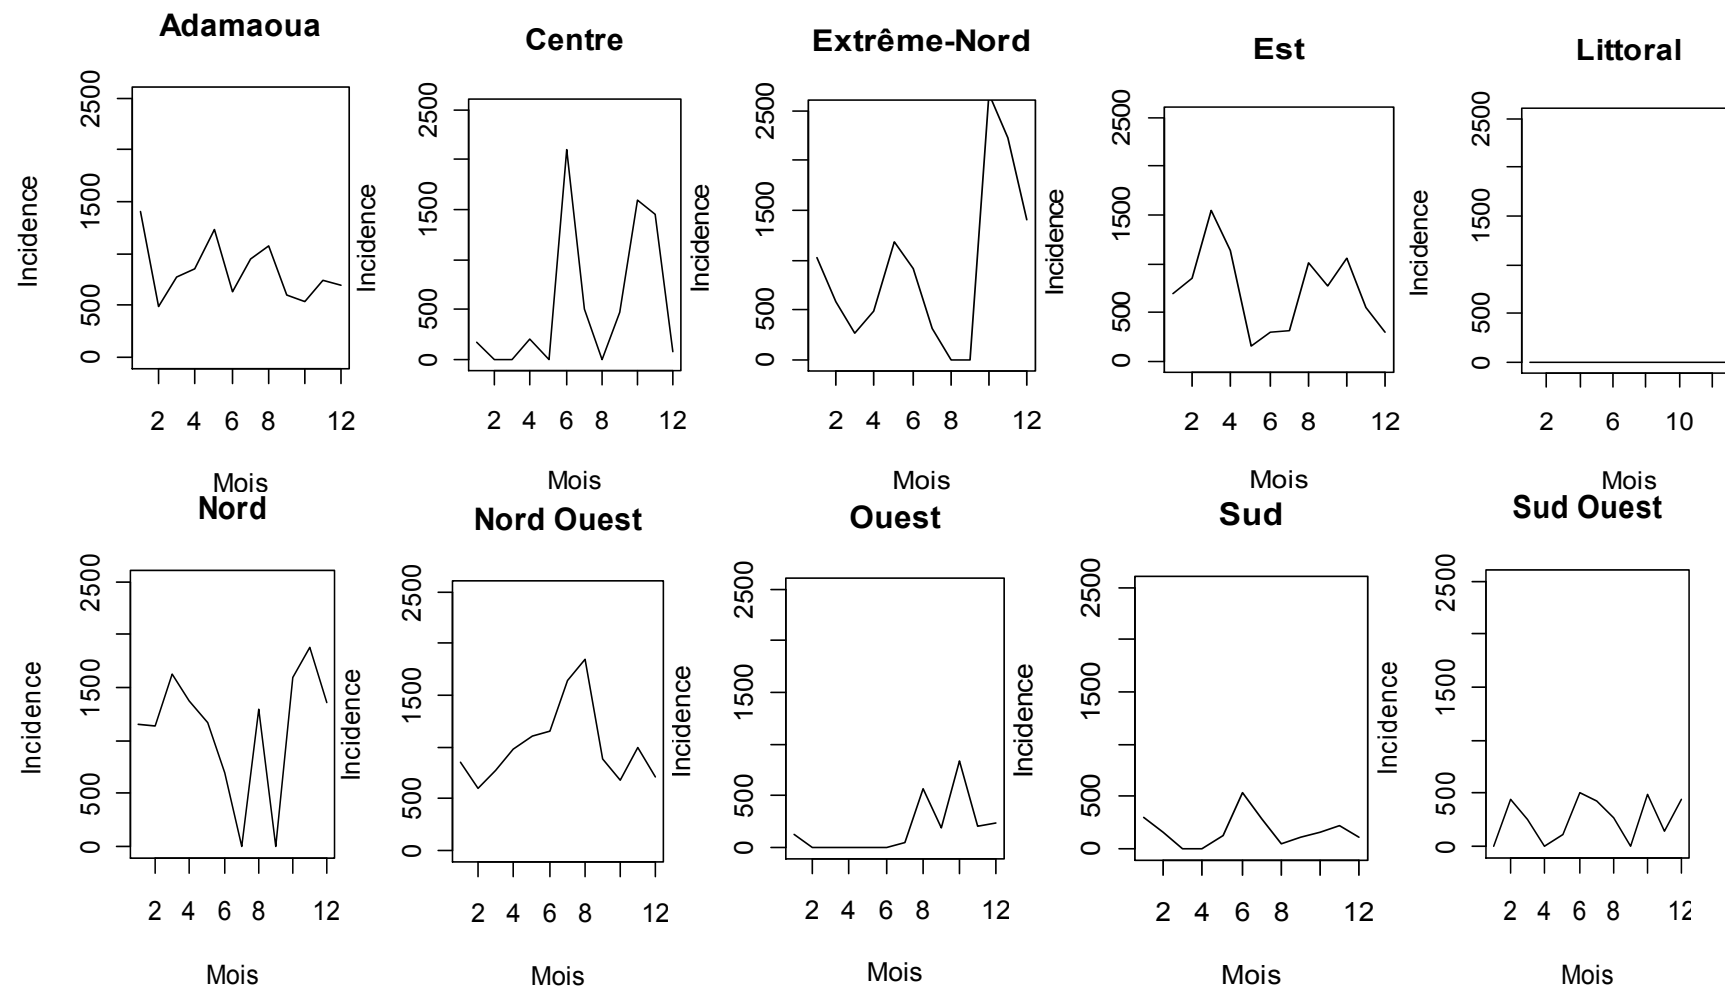 Adamaoua
Centre
Extrême-Nord
Est
Littoral
Incidence
2500
1500
500
0
2 4 6 8 12
Mois
Incidence
2500
1500
500
0
2 4 6 8 12
Mois
Incidence
2500
1500
500
0
2 4 6 8 12
Mois
Incidence
2500
1500
500
0
2 4 6 8 12
Mois
Incidence
2500
1500
500
0
2 6 10
Mois
Nord
Nord Ouest
Ouest
Sud
Sud Ouest
Incidence
2500
1500
500
0
2 4 6 8 12
Mois
Incidence
2500
1500
500
0
2 4 6 8 12
Mois
Incidence
2500
1500
500
0
2 4 6 8 12
Mois
Incidence
2500
1500
500
0
2 4 6 8 12
Mois
Incidence
2500
1500
500
0
2 4 6 8 12
Mois